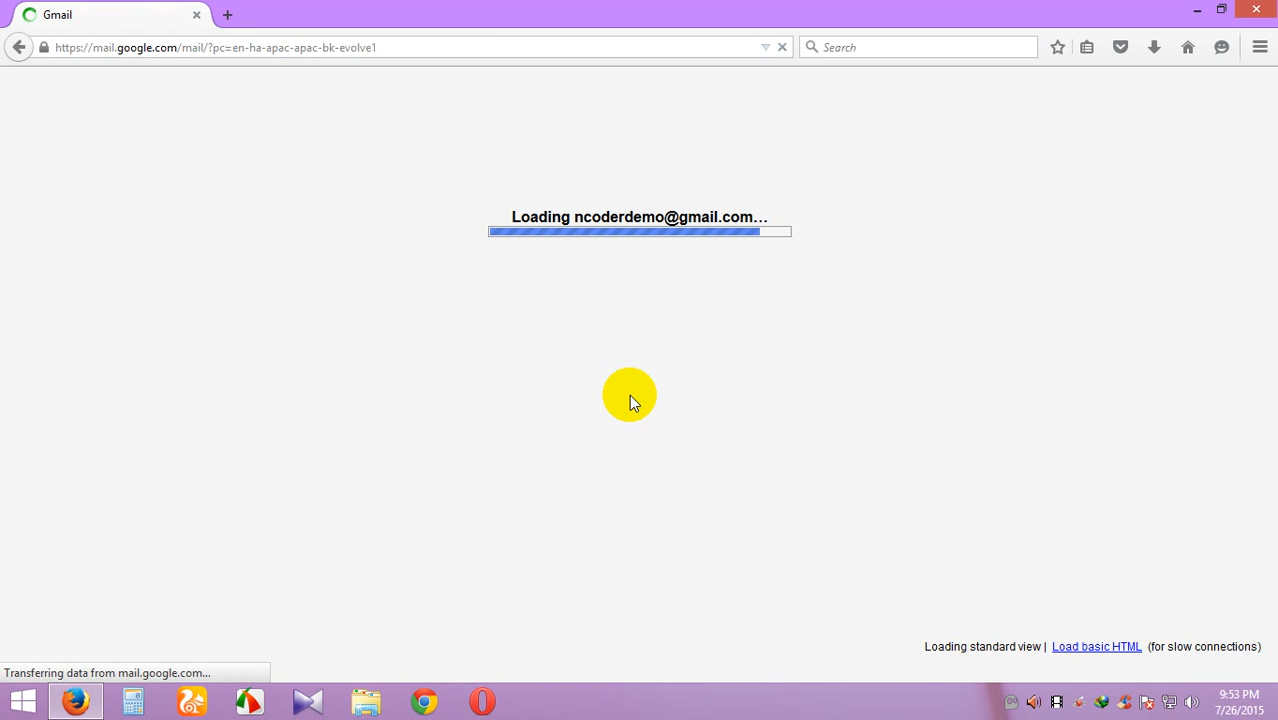 Gmail
https://mail.google.com/mail/?pc=en-ha-apac-apac-bk-evolve1
Search
Loading ncoderdemo@gmail.com...
Loading standard view | Load basic HTML (for slow connections)
Transferring data from mail.google.com...
9:53 PM
7/26/2015